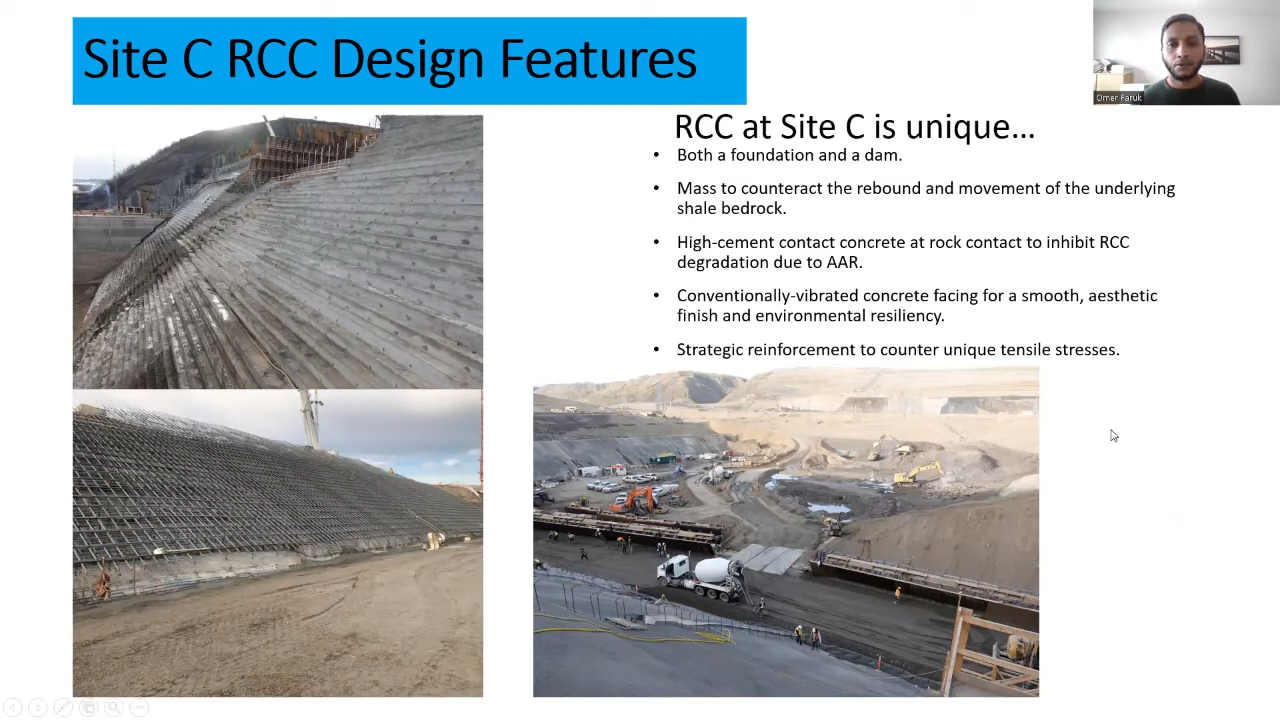 Site C RCC Design Features
Omer Faruk
RCC at Site C is unique...
• Both a foundation and a dam.
• Mass to counteract the rebound and movement of the underlying
shale bedrock.
• High-cement contact concrete at rock contact to inhibit RCC
degradation due to AAR.
• Conventionally-vibrated concrete facing for a smooth, aesthetic
finish and environmental resiliency.
• Strategic reinforcement to counter unique tensile stresses.